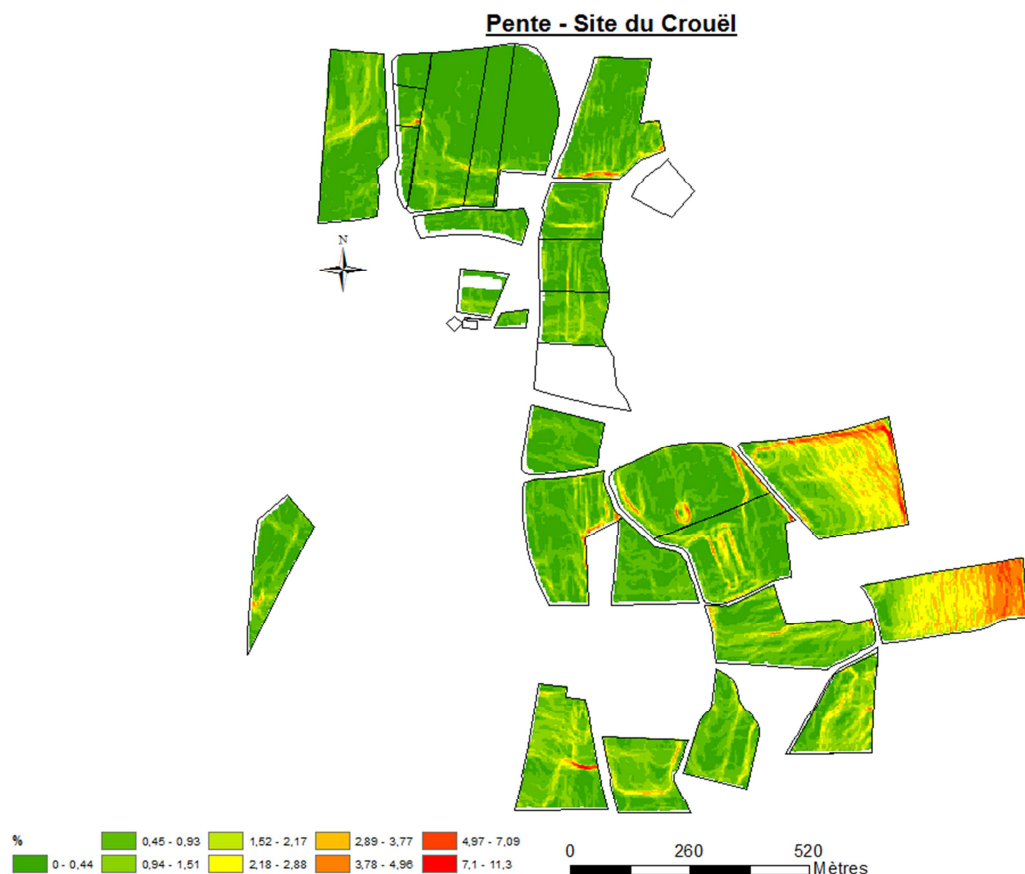 Pente - Site du Crouël
N
%
0,45 - 0,93 1,52 - 2,17 2,89 - 3,77 4,97 - 7,09
0 - 0,44 0,94 - 1,51 2,18 - 2,88 3,78 - 4,96 7,1 - 11,3
0 260 520
Mètres